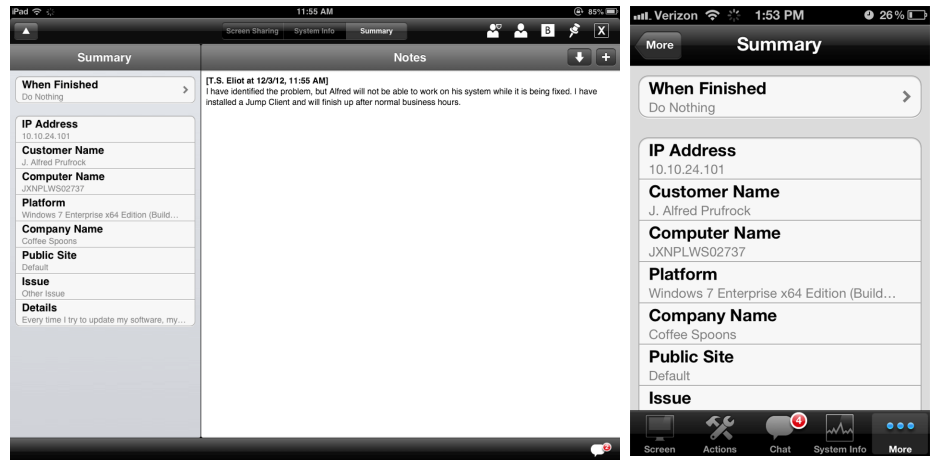 iPad
11:55 AM
85%
Screen Sharing
System Info
Summary
B
X
Summary
Notes
When Finished
Do Nothing
IP Address
10.10.24.101
Customer Name
J. Alfred Prufrock
Computer Name
JXNPLWS02737
Platform
Windows 7 Enterprise x64 Edition (Build...
Company Name
Coffee Spoons
Public Site
Default
Issue
Other Issue
Details
Every time I try to update my software, my...
[T.S. Eliot at 12/3/12, 11:55 AM]
I have identified the problem, but Alfred will not be able to work on his system while it is being fixed. I have
installed a Jump Client and will finish up after normal business hours.
2
Verizon
1:53 PM
26%
More
Summary
When Finished
Do Nothing
IP Address
10.10.24.101
Customer Name
J. Alfred Prufrock
Computer Name
JXNPLWS02737
Platform
Windows 7 Enterprise x64 Edition (Build...
Company Name
Coffee Spoons
Public Site
Default
Issue
4
Screen
Actions
Chat
System Info
More